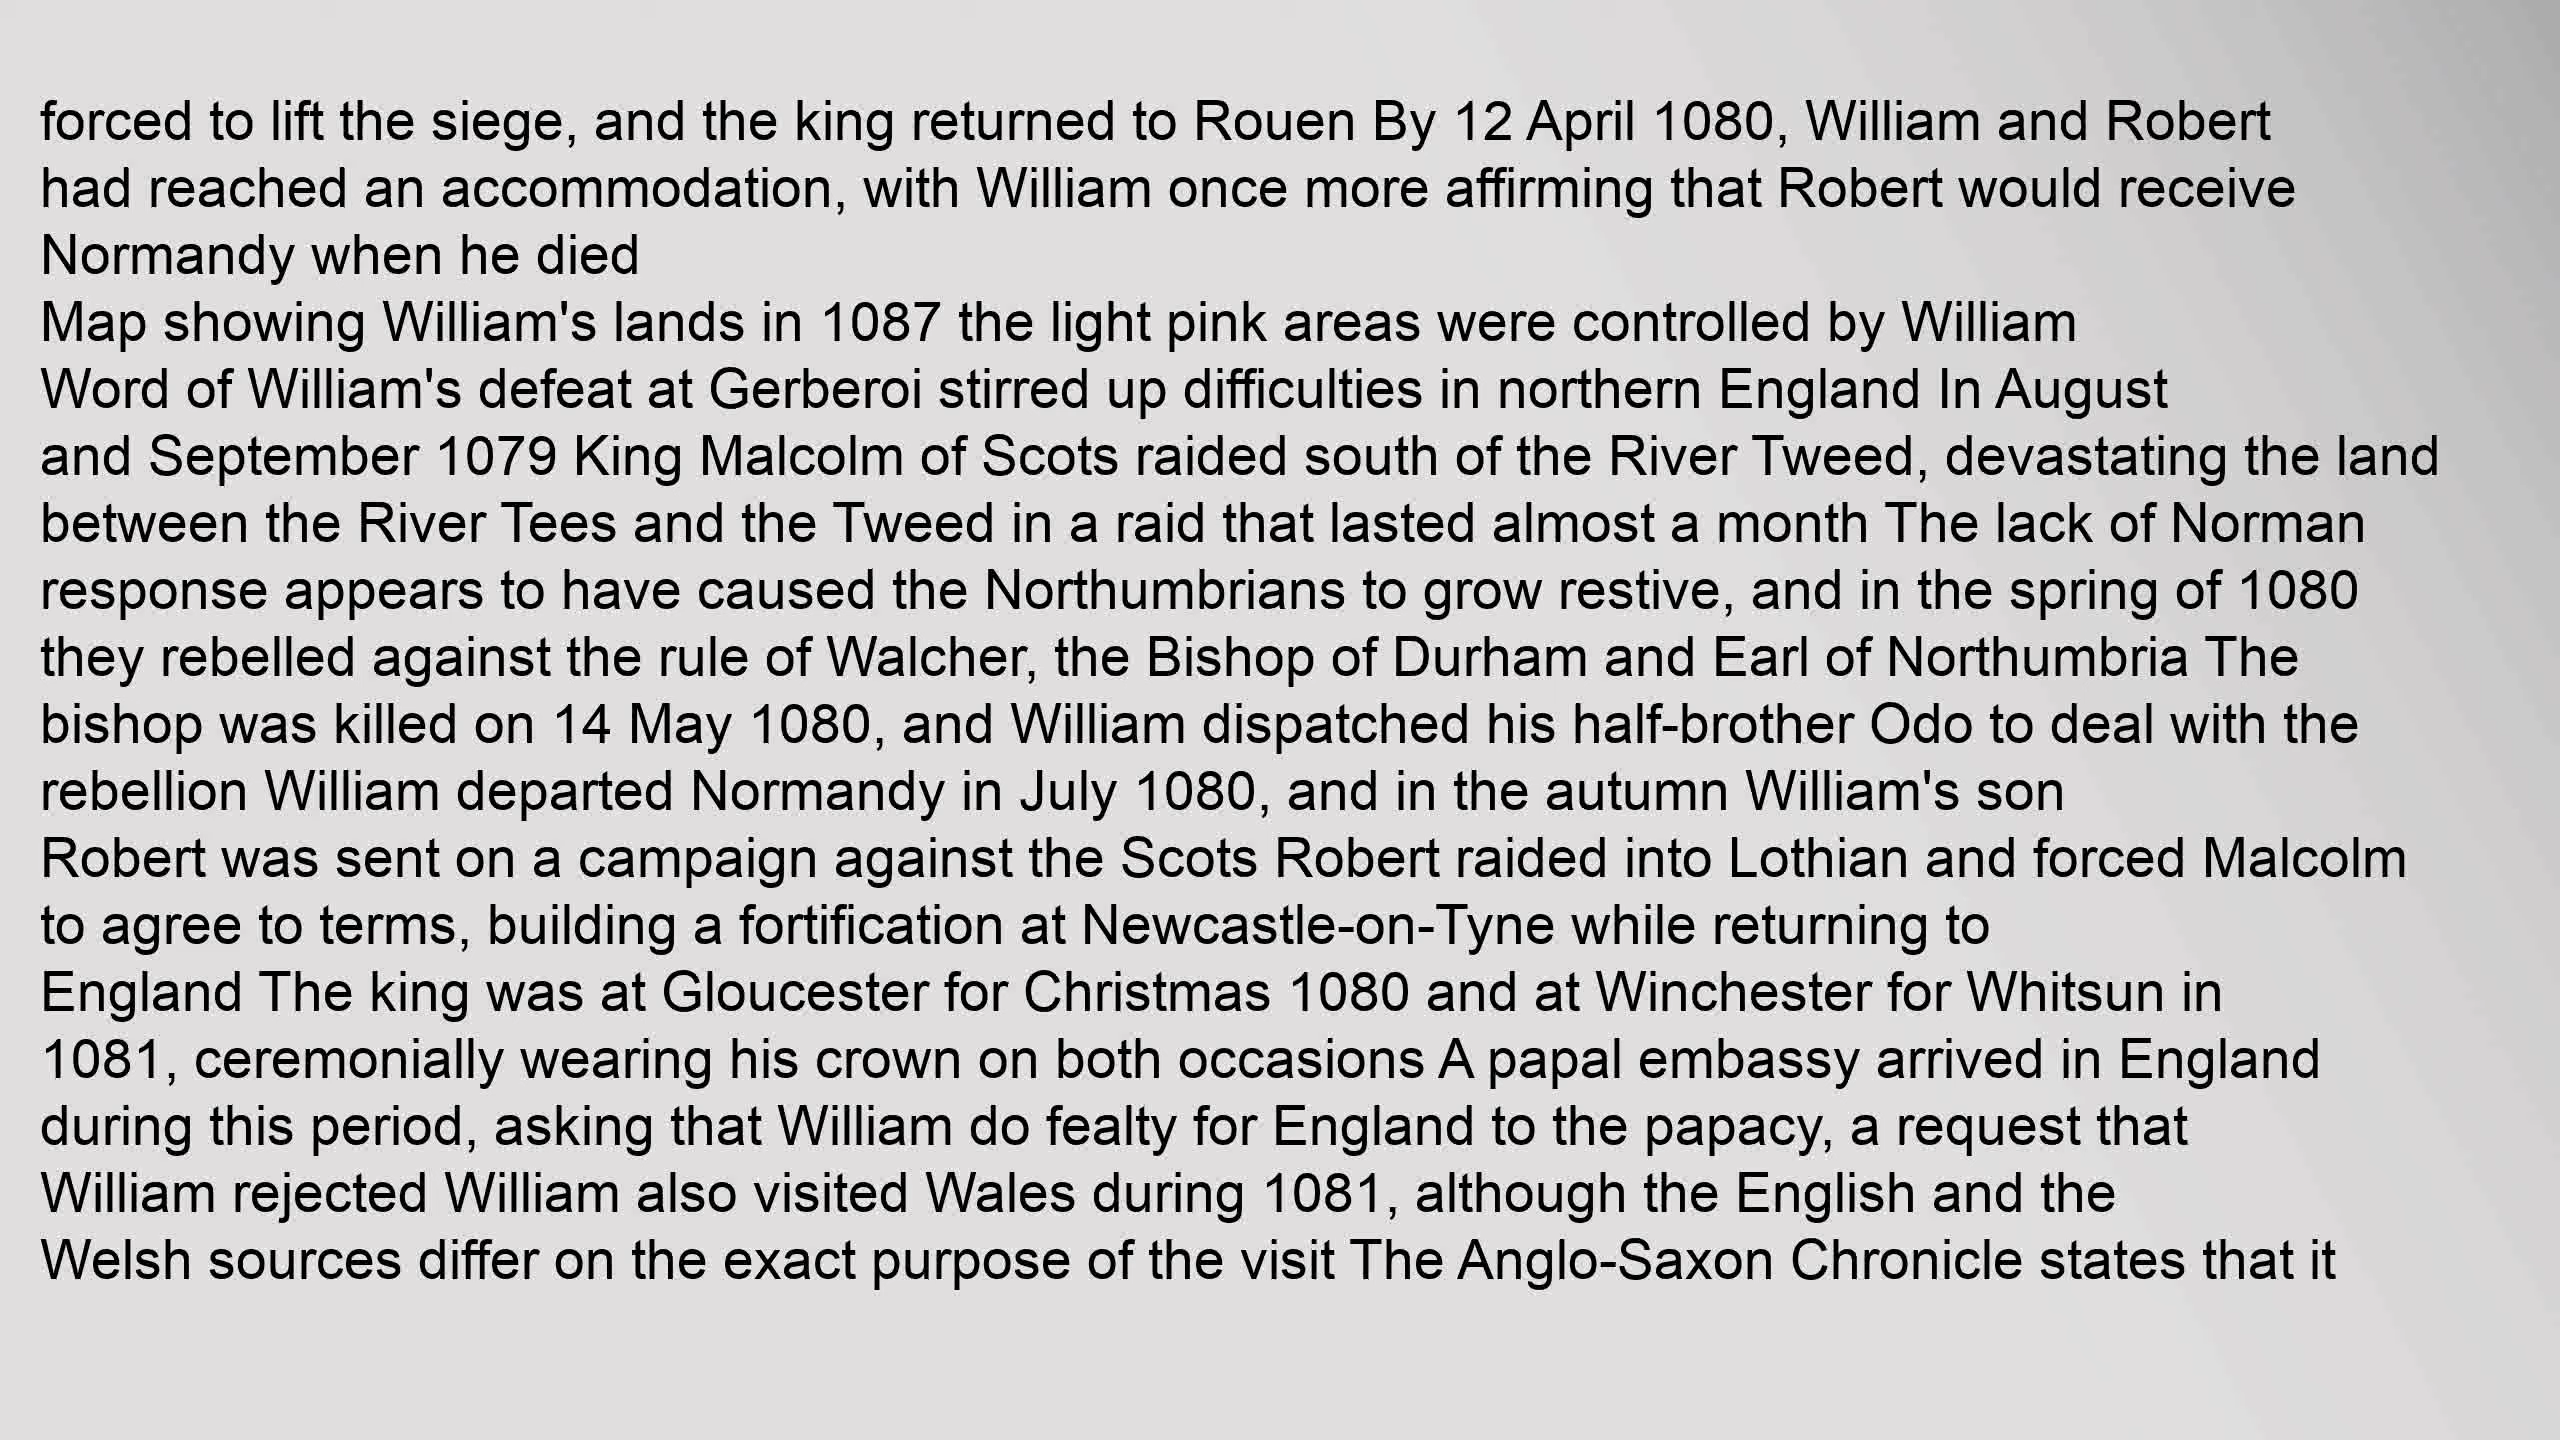 forced to lift the siege, and the king returned to Rouen By 12 April 1080, William and Robert
had reached an accommodation, with William once more affirming that Robert would receive
Normandy when he died
Map showing William's lands in 1087 the light pink areas were controlled by William
Word of William's defeat at Gerberoi stirred up difficulties in northern England In August
and September 1079 King Malcolm of Scots raided south of the River Tweed, devastating the land
between the River Tees and the Tweed in a raid that lasted almost a month The lack of Norman
response appears to have caused the Northumbrians to grow restive, and in the spring of 1080
they rebelled against the rule of Walcher, the Bishop of Durham and Earl of Northumbria The
bishop was killed on 14 May 1080, and William dispatched his half-brother Odo to deal with the
rebellion William departed Normandy in July 1080, and in the autumn William's son
Robert was sent on a campaign against the Scots Robert raided into Lothian and forced Malcolm
to agree to terms, building a fortification at Newcastle-on-Tyne while returning to
England The king was at Gloucester for Christmas 1080 and at Winchester for Whitsun in
1081, ceremonially wearing his crown on both occasions A papal embassy arrived in England
during this period, asking that William do fealty for England to the papacy, a request that
William rejected William also visited Wales during 1081, although the English and the
Welsh sources differ on the exact purpose of the visit The Anglo-Saxon Chronicle states that it